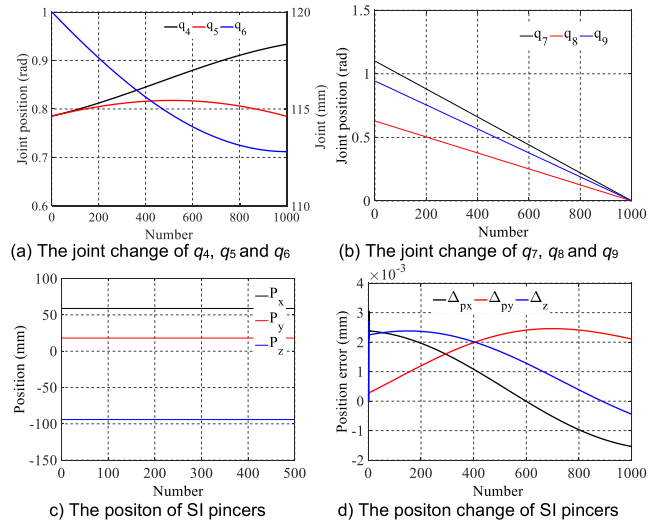 q4 q5 q6
1
0.9
0.8
0.7
0.6
120
115
110
0 200 400 600 800 1000
Joint position (rad)
Joint (mm)
Number
(a) The joint change of q4, q5 and q6
q7 q8 q9
1.5
1
0.5
0
0 200 400 600 800 1000
Joint position (rad)
Number
(b) The joint change of q7, q8 and q9
Px
Py
Pz
100
50
0
-50
-100
-150
0 100 200 300 400 500
Position (mm)
Number
c) The positon of SI pincers
× 10-3
Δpx Δpy Δz
4
3
2
1
0
-1
-2
0 200 400 600 800 1000
Position error (mm)
Number
d) The positon change of SI pincers